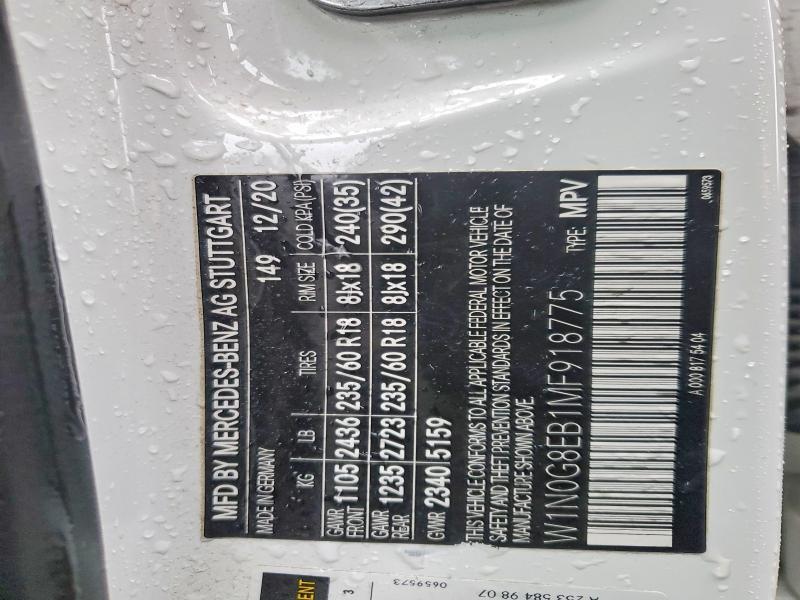 MFD BY MERCEDES-BENZ AG STUTTGART
MADE IN GERMANY 149 12/20
KG LB TIRES RIM SIZE COLD KPA(PSI)
GAWR FRONT 1105 2436 235/60 R18 8Jx18 240(35)
GAWR REAR 1235 2723 235/60 R18 8Jx18 290(42)
GVWR 2340 5159
THIS VEHICLE CONFORMS TO ALL APPLICABLE FEDERAL MOTOR VEHICLE
SAFETY AND THEFT PREVENTION STANDARDS IN EFFECT ON THE DATE OF
MANUFACTURE SHOWN ABOVE.
W1N0G8EB1MF918775 TYPE: MPV
A 000 817 54 04 0659573
ENT
3
0659573
A 253 584 98 07